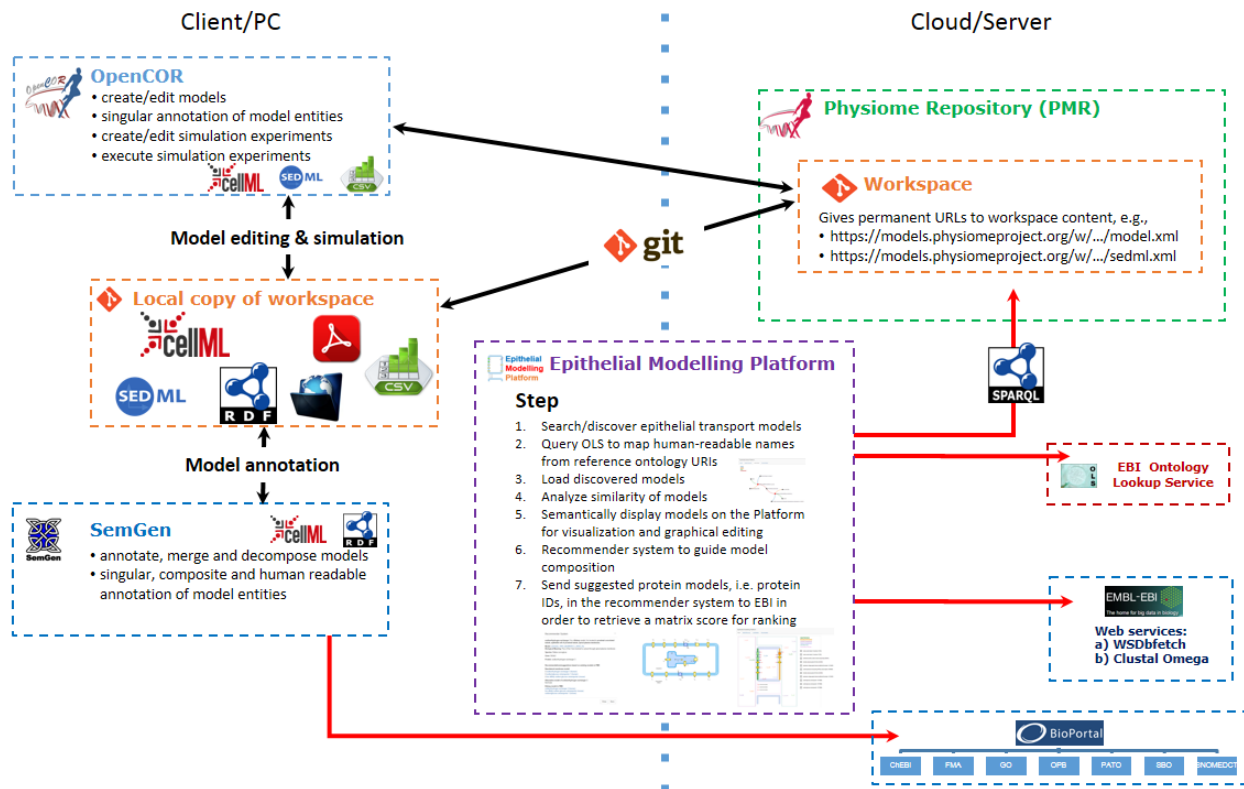 Client/PC
Cloud/Server
OpenCOR
OpenCOR
• create/edit models
• singular annotation of model entities
• create/edit simulation experiments
• execute simulation experiments
cellML
SED ML
CSV
Model editing & simulation
Local copy of workspace
cellML
CSV
SED ML
RDF
Model annotation
SemGen
SemGen
cellML
RDF
• annotate, merge and decompose models
• singular, composite and human readable
annotation of model entities
git
Physiome Repository (PMR)
Workspace
Gives permanent URLs to workspace content, e.g.,
• https://models.physiomeproject.org/w/.../model.xml
• https://models.physiomeproject.org/w/.../sedml.xml
SPARQL
Epithelial
Modelling
Platform
Epithelial Modelling Platform
Step
1. Search/discover epithelial transport models
2. Query OLS to map human-readable names
from reference ontology URIs
3. Load discovered models
4. Analyze similarity of models
5. Semantically display models on the Platform
for visualization and graphical editing
6. Recommender system to guide model
composition
7. Send suggested protein models, i.e. protein
IDs, in the recommender system to EBI in
order to retrieve a matrix score for ranking
OLS
EBI Ontology
Lookup Service
EMBL-EBI
The home for big data in biology
Web services:
a) WSDbfetch
b) Clustal Omega
BioPortal
ChEBI
FMA
GO
OPB
PATO
SBO
SNOMEDCT